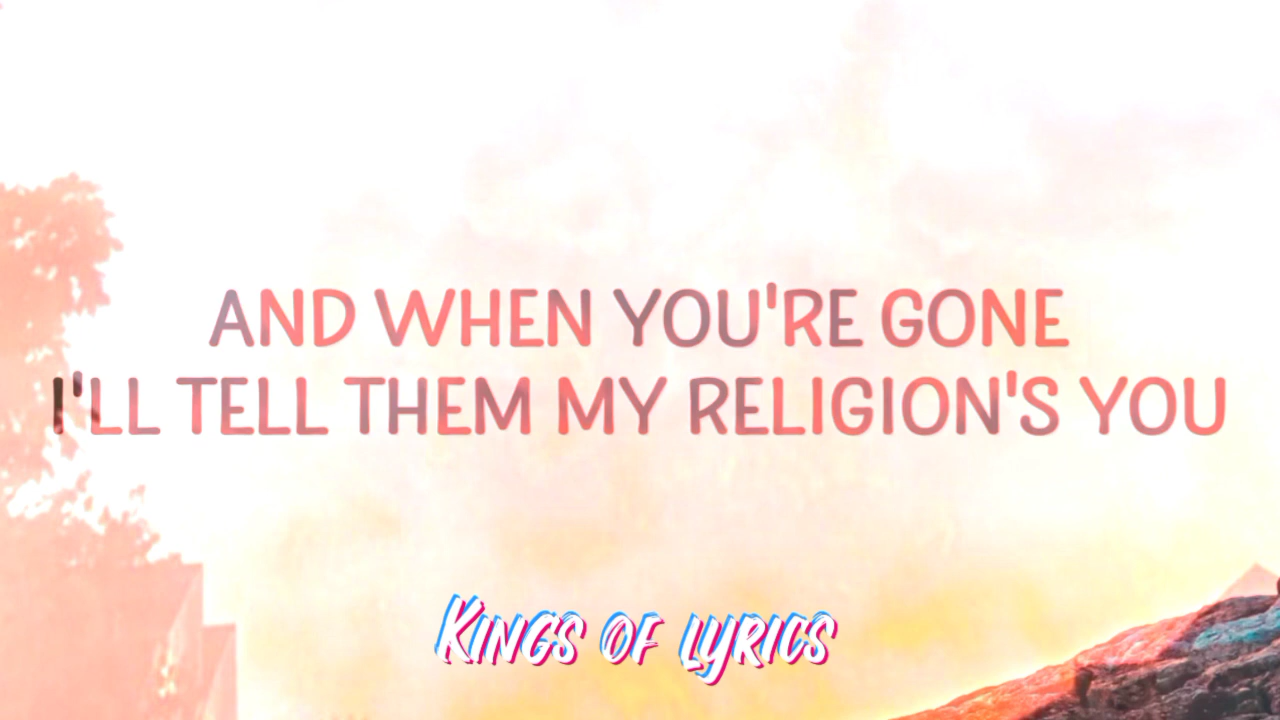 AND WHEN YOU'RE GONE
I'LL TELL THEM MY RELIGION'S YOU
KINGS OF LYRICS